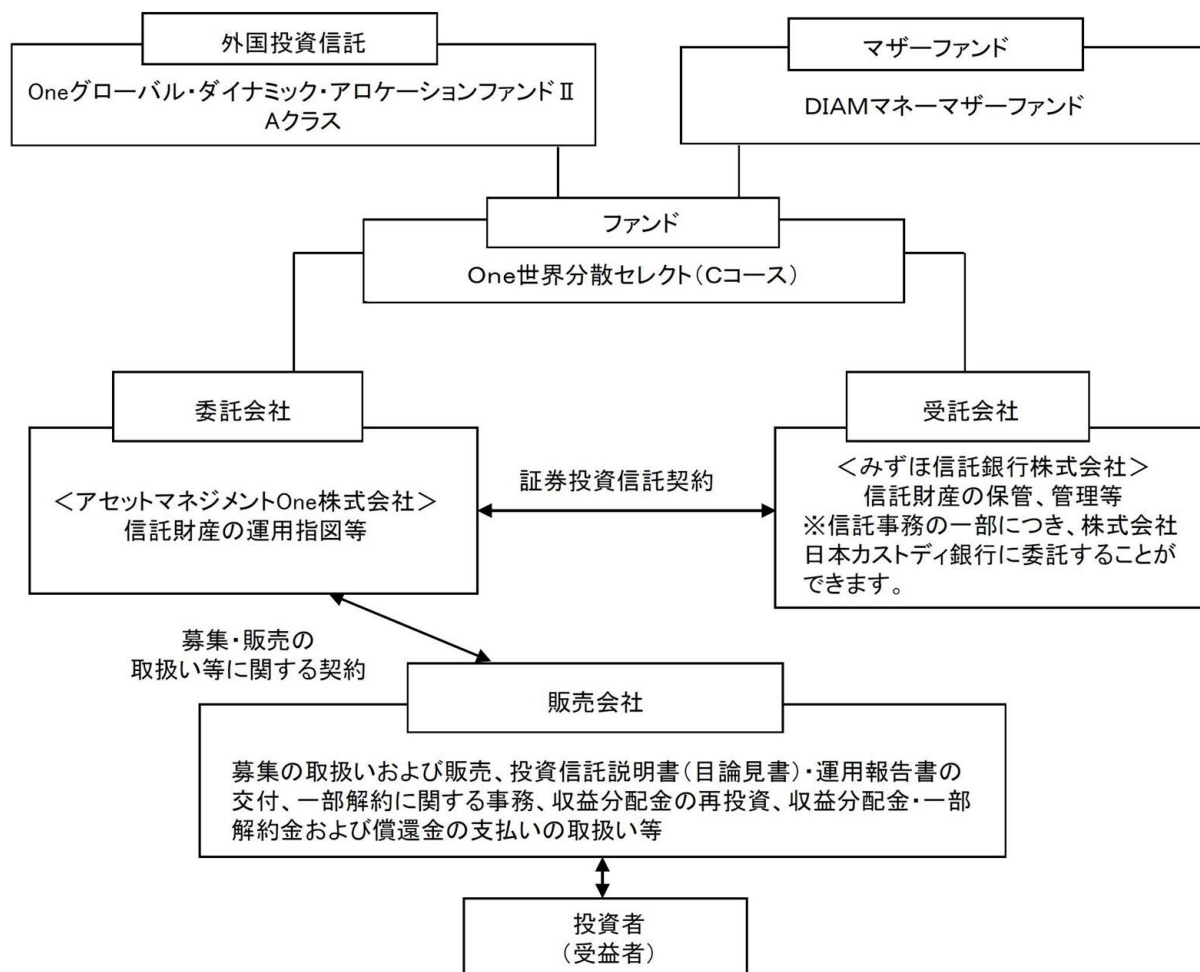 外国投資信託
Oneグローバル・ダイナミック・アロケーションファンドⅡ
Aクラス
マザーファンド
DIAMマネーマザーファンド
ファンド
One世界分散セレクト(Cコース)
委託会社
<アセットマネジメントOne株式会社>
信託財産の運用指図等
証券投資信託契約
受託会社
<みずほ信託銀行株式会社>
信託財産の保管、管理等
※信託事務の一部につき、株式会社
日本カストディ銀行に委託することが
できます。
募集・販売の
取扱い等に関する契約
販売会社
募集の取扱いおよび販売、投資信託説明書(目論見書)・運用報告書の
交付、一部解約に関する事務、収益分配金の再投資、収益分配金・一部
解約金および償還金の支払いの取扱い等
投資者
(受益者)